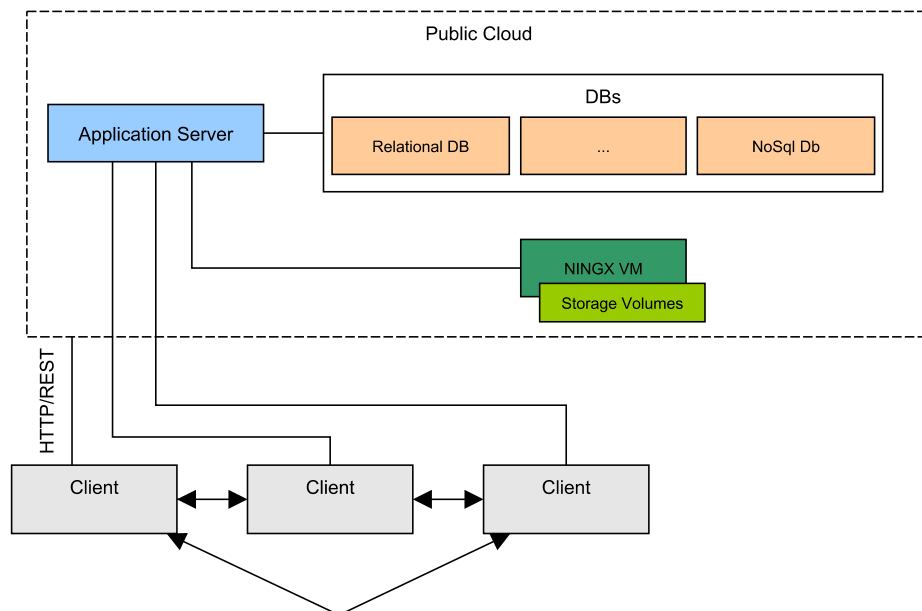 Public Cloud
DBs
Application Server
Relational DB
...
NoSql Db
NINGX VM
Storage Volumes
HTTP/REST
Client
Client
Client